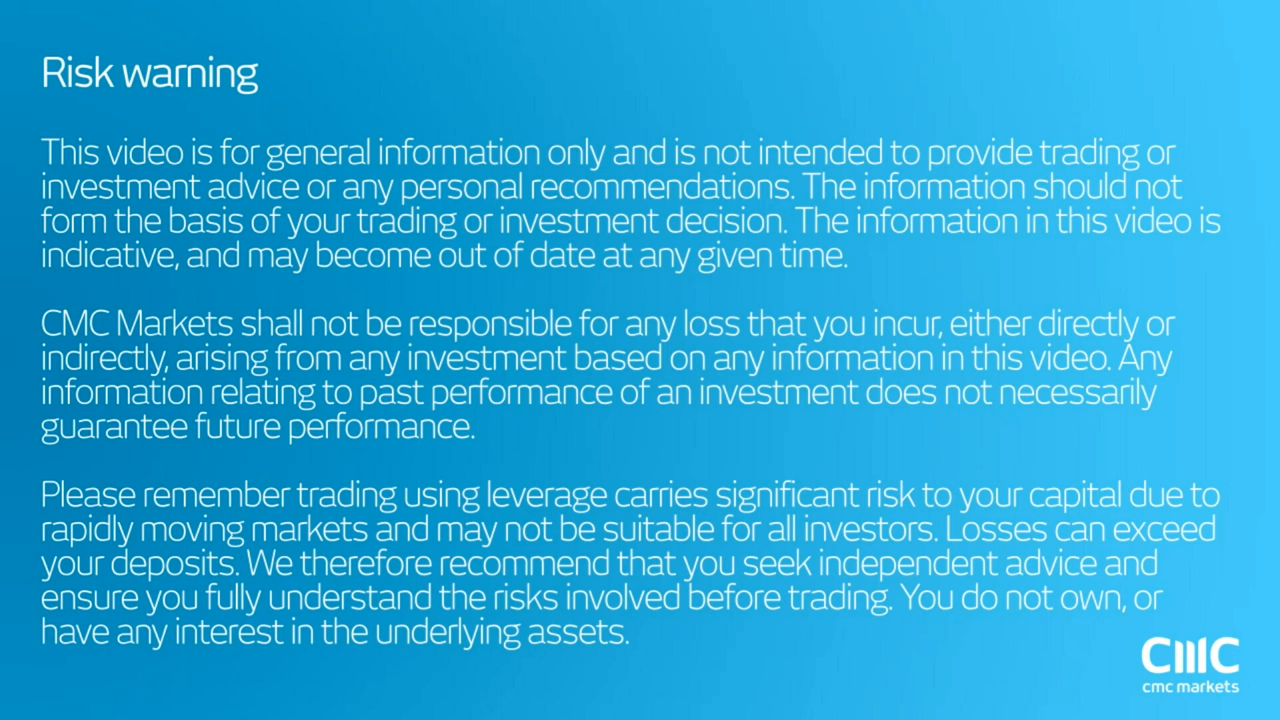 Risk warning
This video is for general information only and is not intended to provide trading or
investment advice or any personal recommendations. The information should not
form the basis of your trading or investment decision. The information in this video is
indicative, and may become out of date at any given time.
CMC Markets shall not be responsible for any loss that you incur, either directly or
indirectly, arising from any investment based on any information in this video. Any
information relating to past performance of an investment does not necessarily
guarantee future performance.
Please remember trading using leverage carries significant risk to your capital due to
rapidly moving markets and may not be suitable for all investors. Losses can exceed
your deposits. We therefore recommend that you seek independent advice and
ensure you fully understand the risks involved before trading. You do not own, or
have any interest in the underlying assets.
CMC
cmc markets